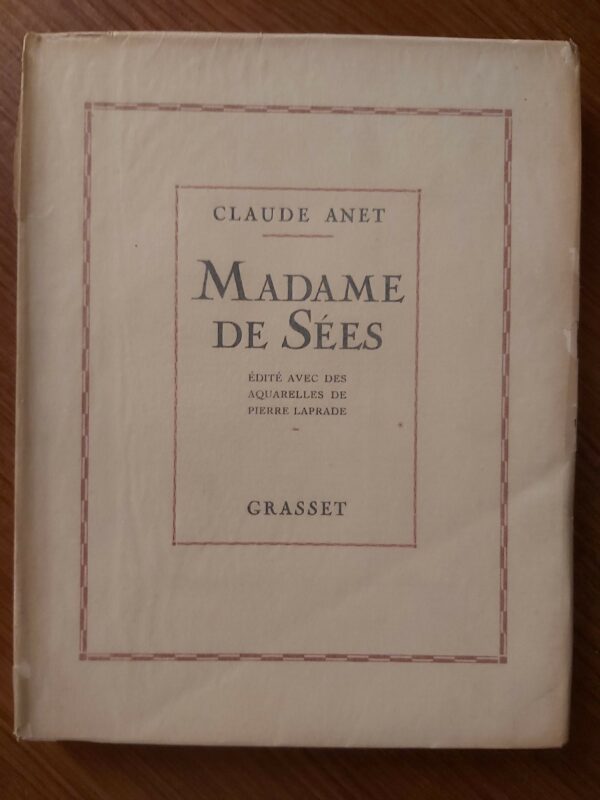 CLAUDE ANET
MADAME
DE SÉES
ÉDITÉ AVEC DES
AQUARELLES DE
PIERRE LAPRADE
GRASSET